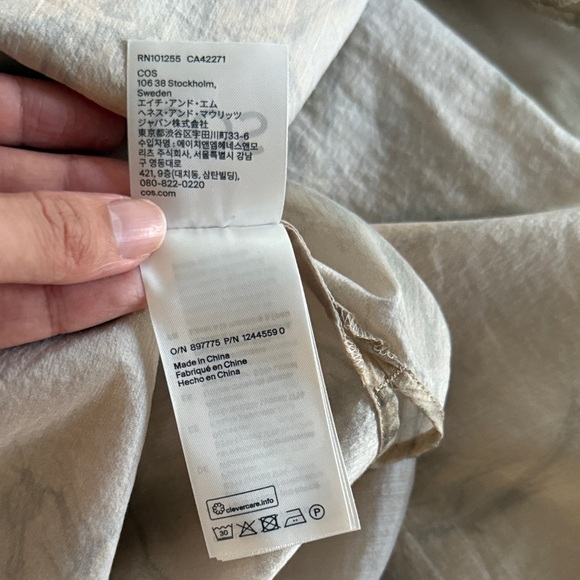 RN101255 CA42271
COS
106 38 Stockholm,
Sweden
エイチ・アンド・エム
ヘネス・アンド・マウリッツ
ジャパン株式会社
東京都渋谷区宇田川町33-6
수입자명 : 에이치앤엠헤네스앤모
리츠 주식회사, 서울특별시 강남
구 영동대로
421, 9층(대치동, 삼탄빌딩),
080-822-0220
cos.com
O/N 897775 P/N 1244559 0
Made in China
Fabriqué en Chine
Hecho en China
clevercare.info
30
P